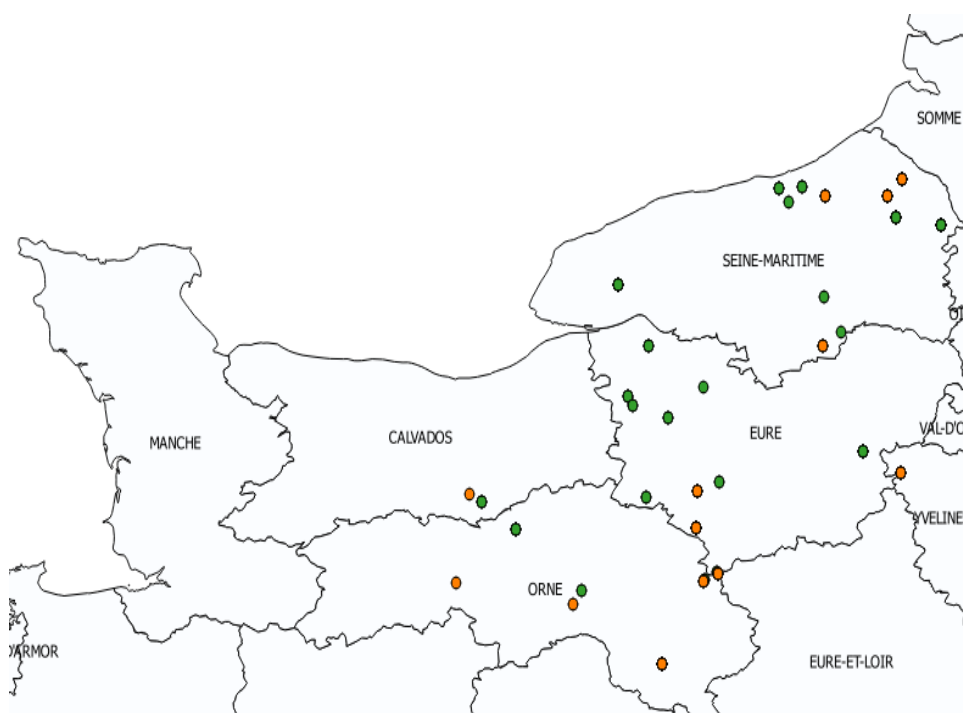 SOMME
SEINE-MARITIME
MANCHE
CALVADOS
EURE
VAL-D'O
YVELINE
ORNE
D'ARMOR
EURE-ET-LOIR